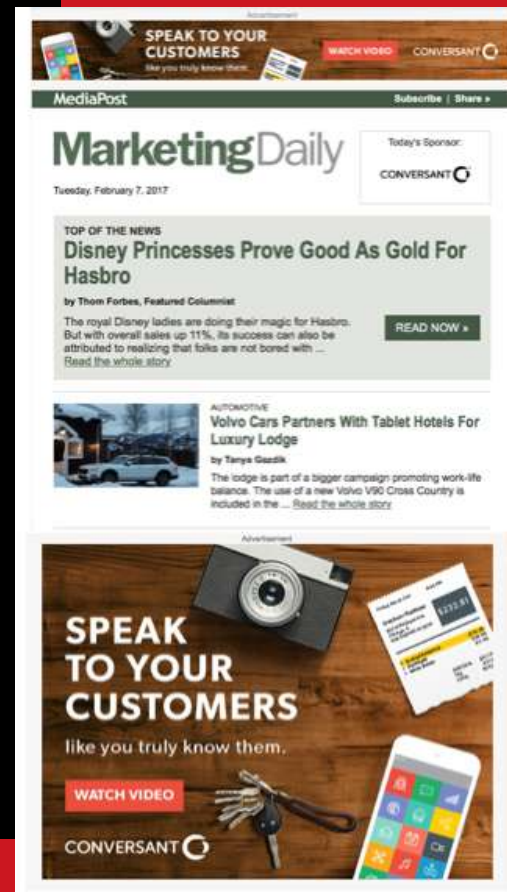 Advertisement
SPEAK TO YOUR
CUSTOMERS
like you truly know them.
WATCH VIDEO
CONVERSANT
MediaPost
Subscribe | Share »
MarketingDaily
Today's Sponsor:
CONVERSANT
Tuesday, February 7, 2017
TOP OF THE NEWS
Disney Princesses Prove Good As Gold For
Hasbro
by Thom Forbes, Featured Columnist
The royal Disney ladies are doing their magic for Hasbro.
But with overall sales up 11%, its success can also be
attributed to realizing that folks are not bored with ...
Read the whole story
READ NOW »
AUTOMOTIVE
Volvo Cars Partners With Tablet Hotels For
Luxury Lodge
by Tanya Gazdik
The lodge is part of a bigger campaign promoting work-life
balance. The use of a new Volvo V90 Cross Country is
included in the ... Read the whole story
Advertisement
SPEAK
TO YOUR
CUSTOMERS
like you truly know them.
WATCH VIDEO
CONVERSANT
$232.81